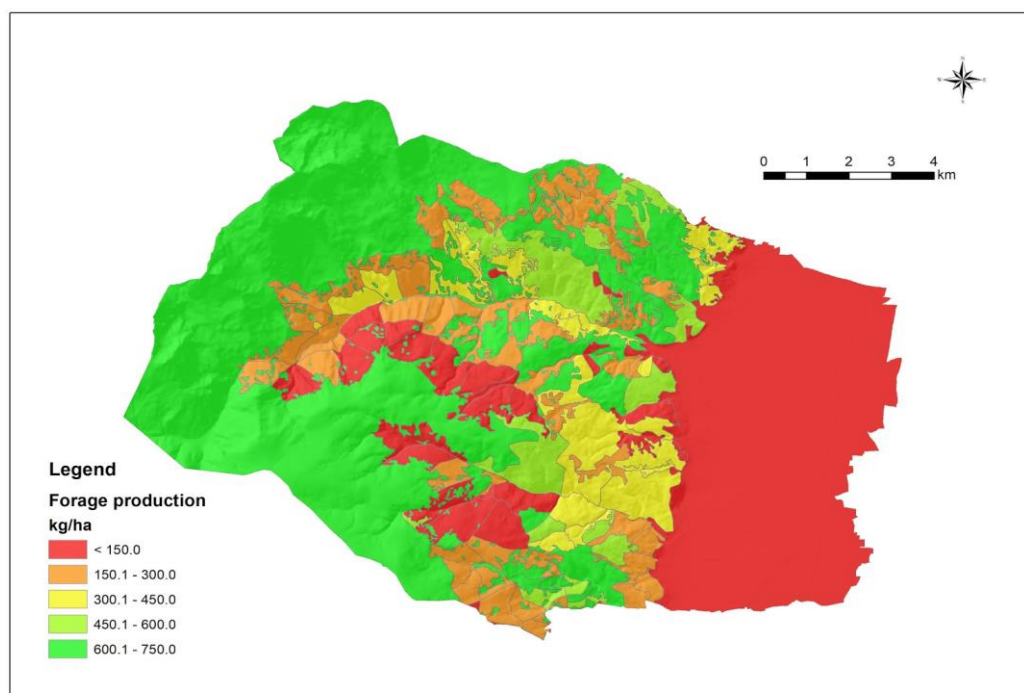 0 1 2 3 4
km
Legend
Forage production
kg/ha
< 150.0
150.1 - 300.0
300.1 - 450.0
450.1 - 600.0
600.1 - 750.0